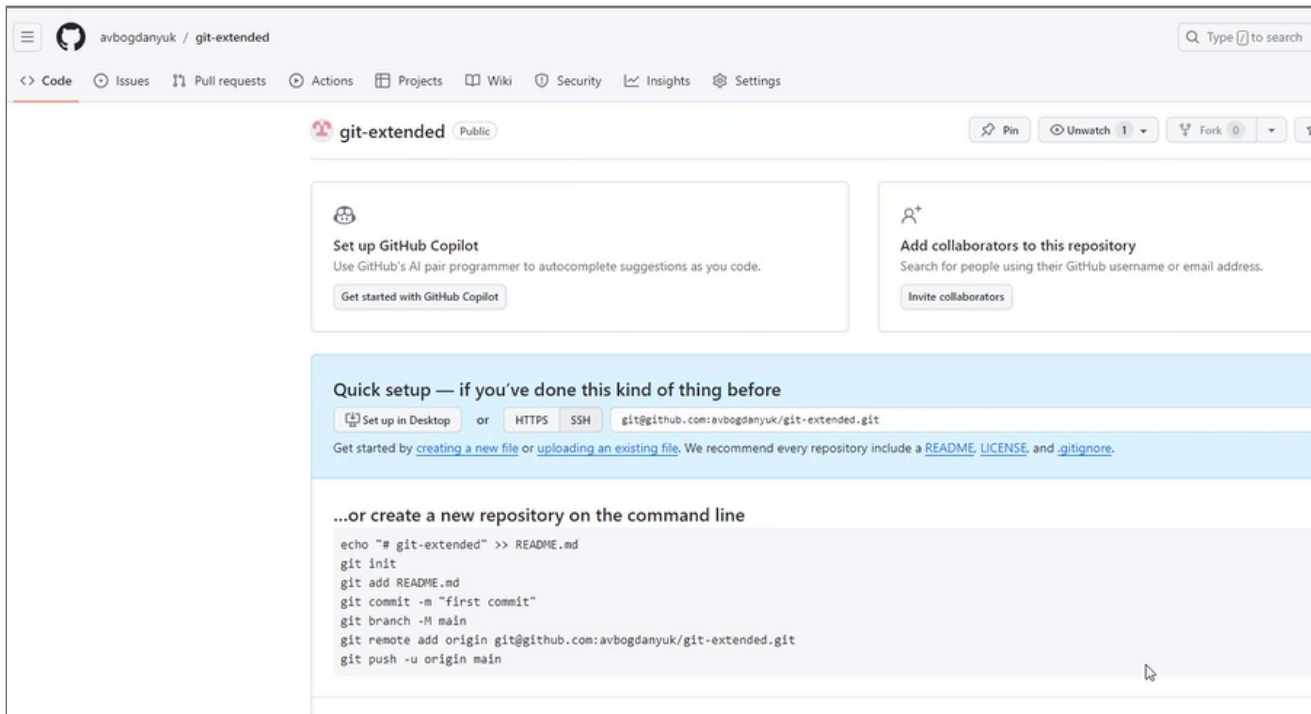 avbogdanyuk / git-extended
Type / to search
<> Code Issues Pull requests Actions Projects Wiki Security Insights Settings
git-extended Public
Pin Unwatch 1 Fork 0
Set up GitHub Copilot
Use GitHub's AI pair programmer to autocomplete suggestions as you code.
Get started with GitHub Copilot
Add collaborators to this repository
Search for people using their GitHub username or email address.
Invite collaborators
Quick setup — if you've done this kind of thing before
Set up in Desktop or HTTPS SSH git@github.com:avbogdanyuk/git-extended.git
Get started by creating a new file or uploading an existing file. We recommend every repository include a README, LICENSE, and .gitignore.
...or create a new repository on the command line
echo "# git-extended" >> README.md
git init
git add README.md
git commit -m "first commit"
git branch -M main
git remote add origin git@github.com:avbogdanyuk/git-extended.git
git push -u origin main